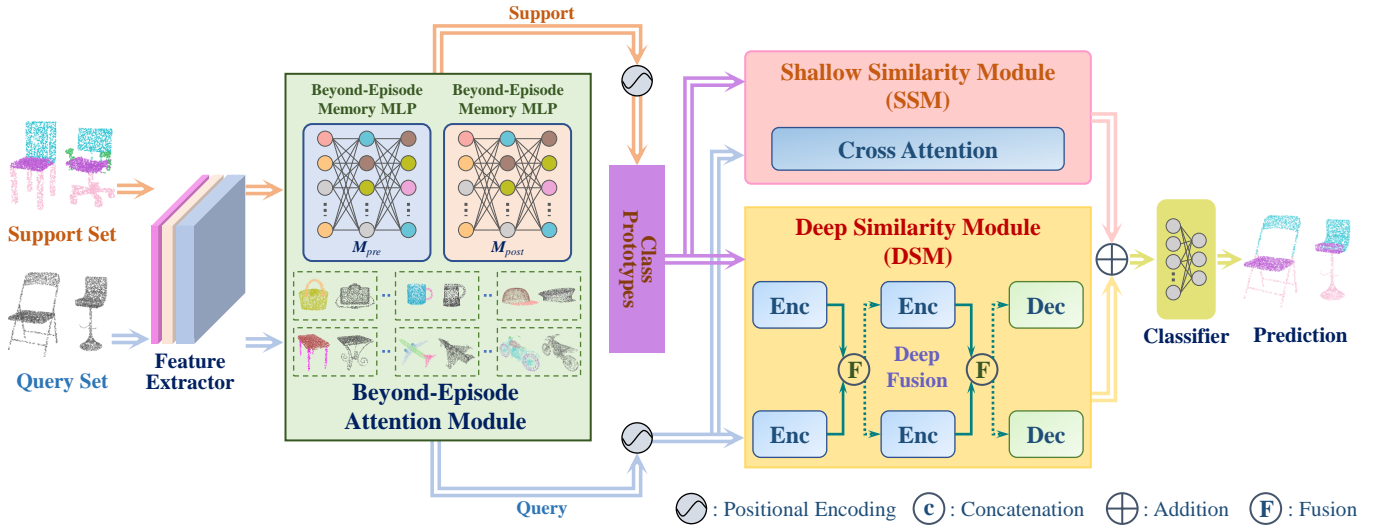 Support
Support Set
Query Set
Feature
Extractor
Beyond-Episode
Memory MLP
Beyond-Episode
Memory MLP
M_pre
M_post
Beyond-Episode
Attention Module
Query
Class
Prototypes
Shallow Similarity Module
(SSM)
Cross Attention
Deep Similarity Module
(DSM)
Enc
Enc
Dec
F
Deep
Fusion
F
Enc
Enc
Dec
Classifier
Prediction
: Positional Encoding
c : Concatenation
: Addition
F : Fusion